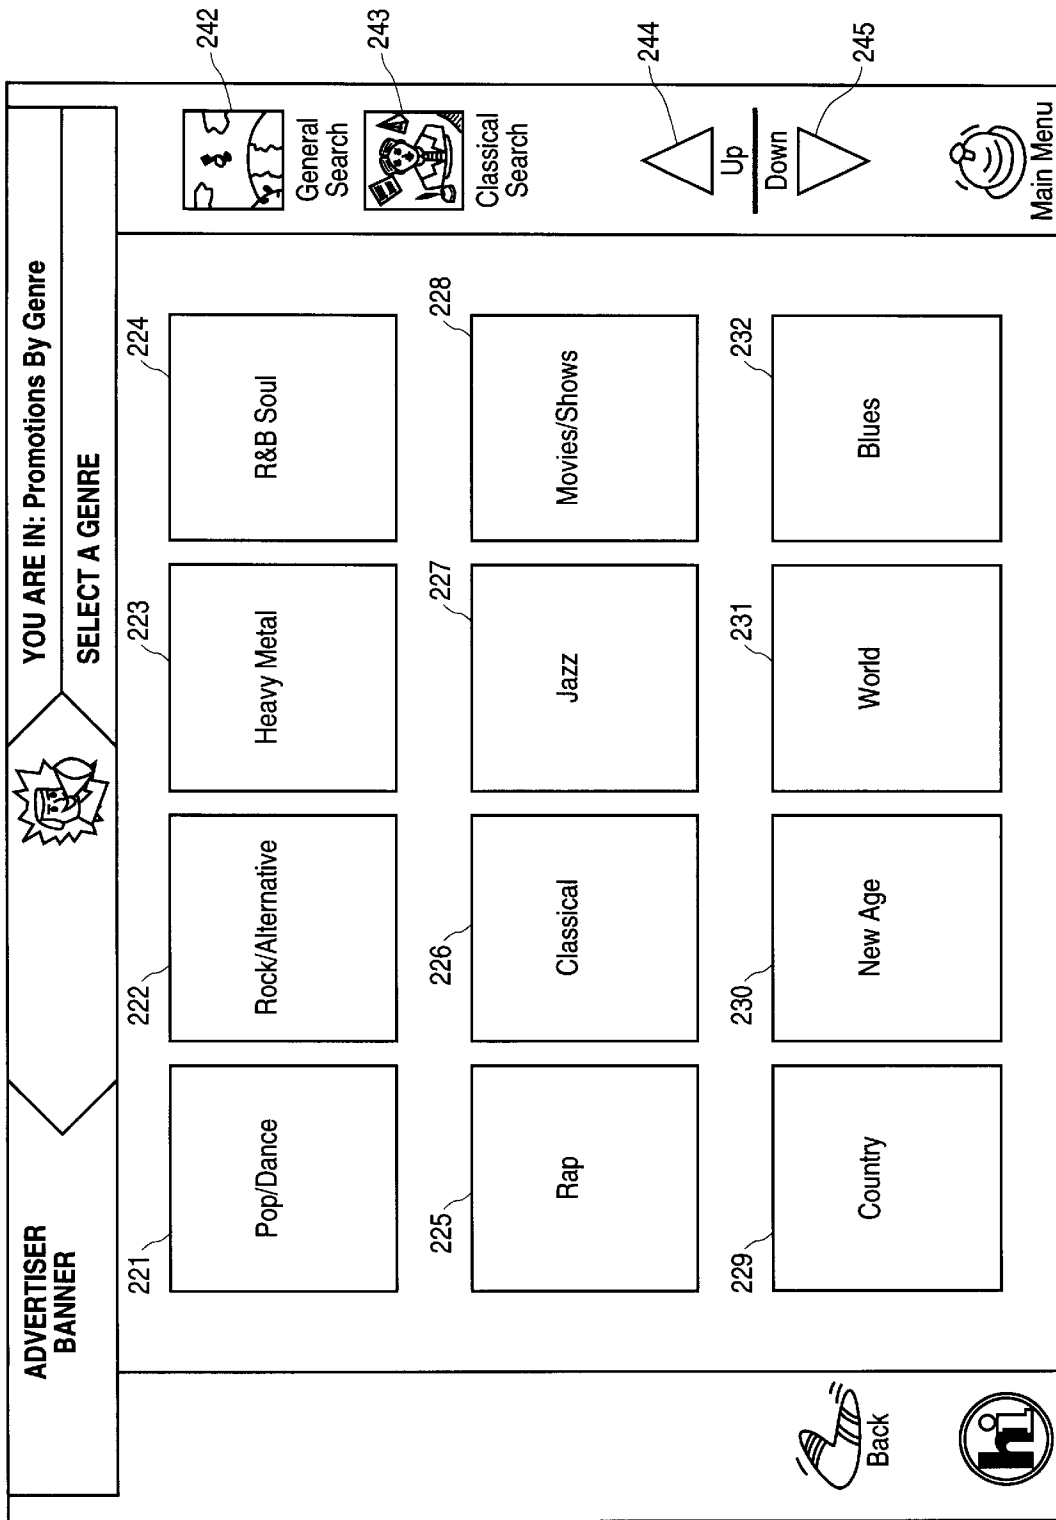 ADVERTISER
BANNER
YOU ARE IN: Promotions By Genre
SELECT A GENRE
221
222
223
224
Pop/Dance
Rock/Alternative
Heavy Metal
R&B Soul
225
226
227
228
Rap
Classical
Jazz
Movies/Shows
229
230
231
232
Country
New Age
World
Blues
242
General
Search
243
Classical
Search
244
Up
Down
245
Main Menu
Back
hi